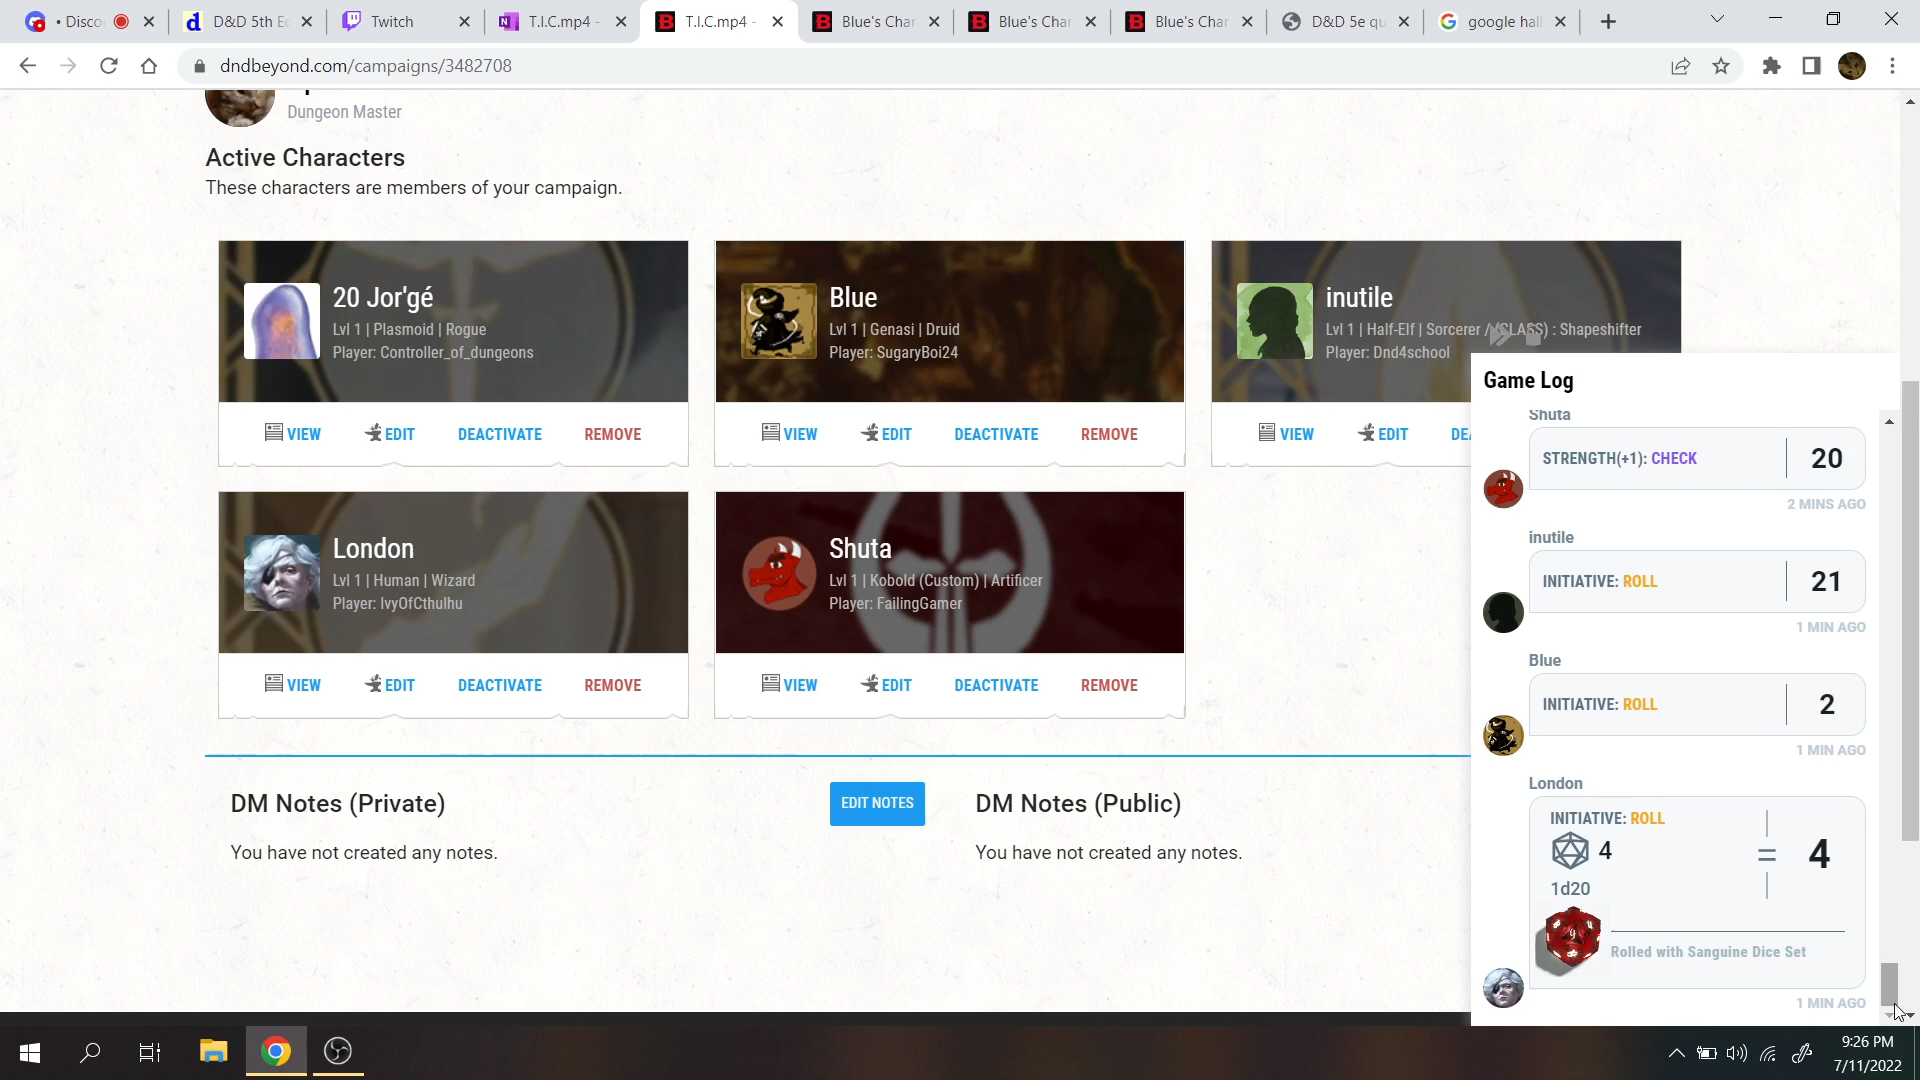 • Disco
D&D 5th Ed
Twitch
T.I.C.mp4 -
T.I.C.mp4 -
Blue's Char
Blue's Char
Blue's Char
D&D 5e qu
google hall
dndbeyond.com/campaigns/3482708
Dungeon Master
Active Characters
These characters are members of your campaign.
20 Jor'gé
Lvl 1 | Plasmoid | Rogue
Player: Controller_of_dungeons
VIEW EDIT DEACTIVATE REMOVE
Blue
Lvl 1 | Genasi | Druid
Player: SugaryBoi24
VIEW EDIT DEACTIVATE REMOVE
inutile
Lvl 1 | Half-Elf | Sorcerer / (CLASS) : Shapeshifter
Player: Dnd4school
VIEW EDIT DEA
London
Lvl 1 | Human | Wizard
Player: IvyOfCthulhu
VIEW EDIT DEACTIVATE REMOVE
Shuta
Lvl 1 | Kobold (Custom) | Artificer
Player: FailingGamer
VIEW EDIT DEACTIVATE REMOVE
DM Notes (Private)
EDIT NOTES
You have not created any notes.
DM Notes (Public)
You have not created any notes.
Game Log
Shuta
STRENGTH(+1): CHECK 20
2 MINS AGO
inutile
INITIATIVE: ROLL 21
1 MIN AGO
Blue
INITIATIVE: ROLL 2
1 MIN AGO
London
INITIATIVE: ROLL
4 = 4
1d20
Rolled with Sanguine Dice Set
1 MIN AGO
9:26 PM
7/11/2022